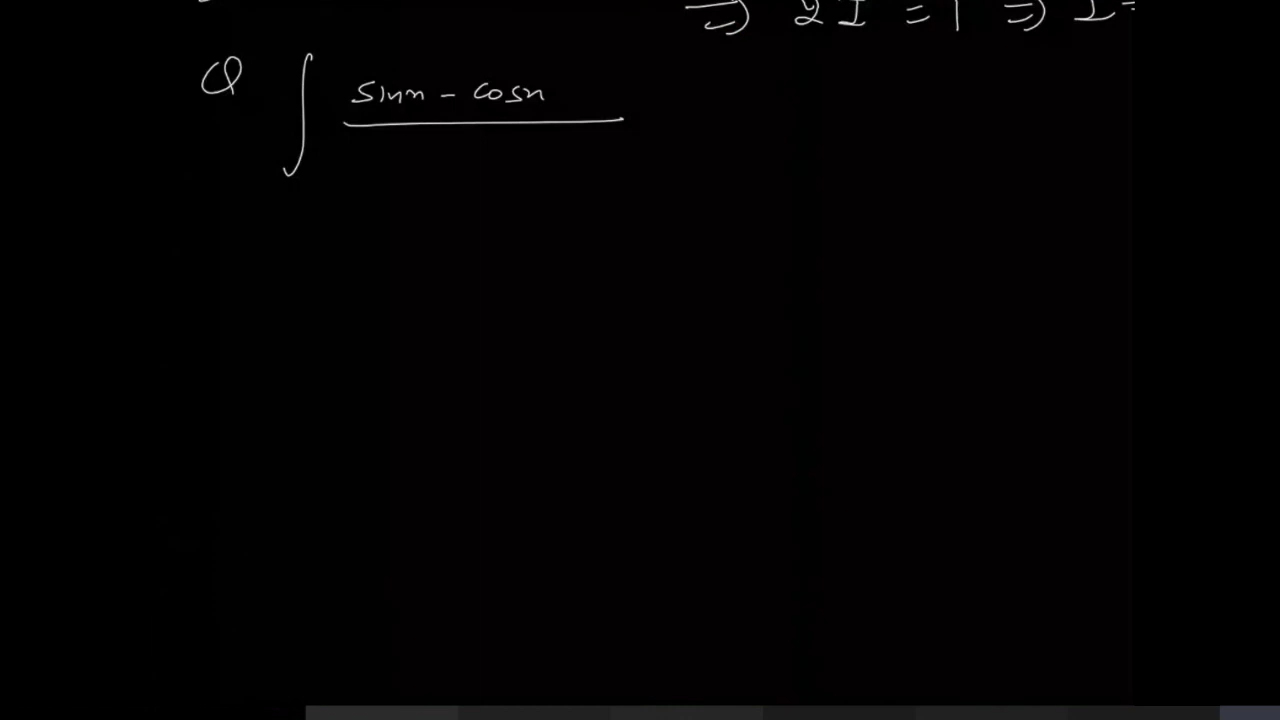 ⇒ 2I = 1 ⇒ I =
Q ∫ sinx - cosx